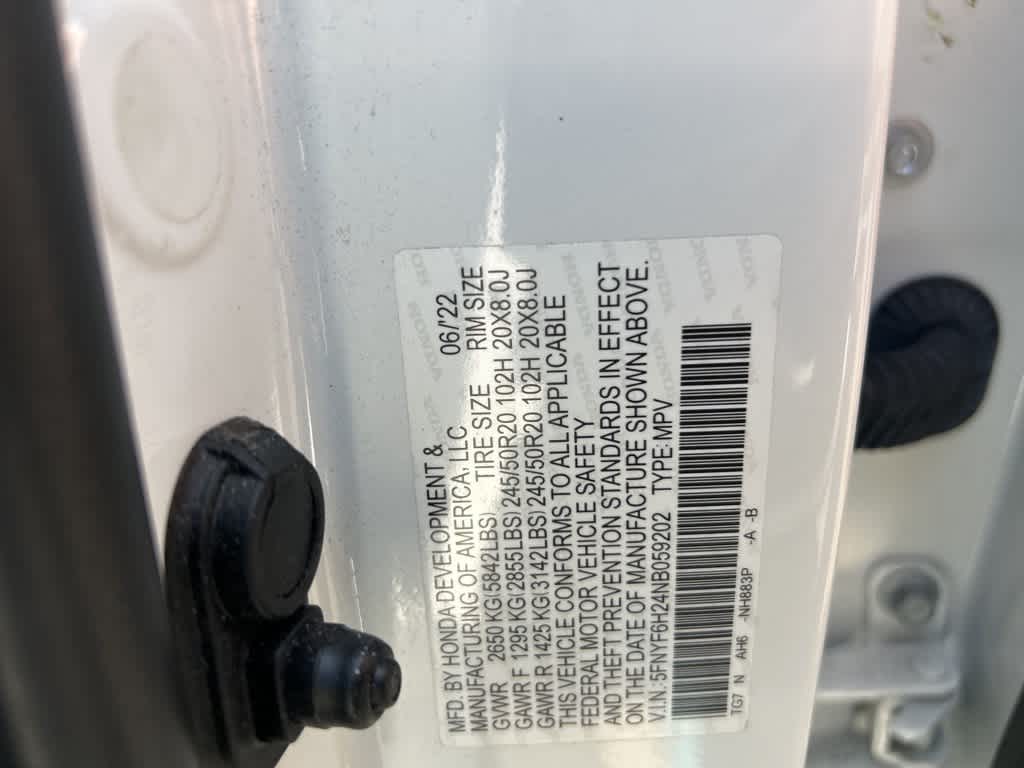 MFD. BY HONDA DEVELOPMENT & 06/'22
MANUFACTURING OF AMERICA, LLC
GVWR 2650 KG(5842LBS) TIRE SIZE RIM SIZE
GAWR F 1295 KG(2855LBS) 245/50R20 102H 20X8.0J
GAWR R 1425 KG(3142LBS) 245/50R20 102H 20X8.0J
THIS VEHICLE CONFORMS TO ALL APPLICABLE
FEDERAL MOTOR VEHICLE SAFETY
AND THEFT PREVENTION STANDARDS IN EFFECT
ON THE DATE OF MANUFACTURE SHOWN ABOVE.
V.I.N.:5FNYF6H24NB059202 TYPE:MPV
TG7 N AH6 -NH883P -A -B